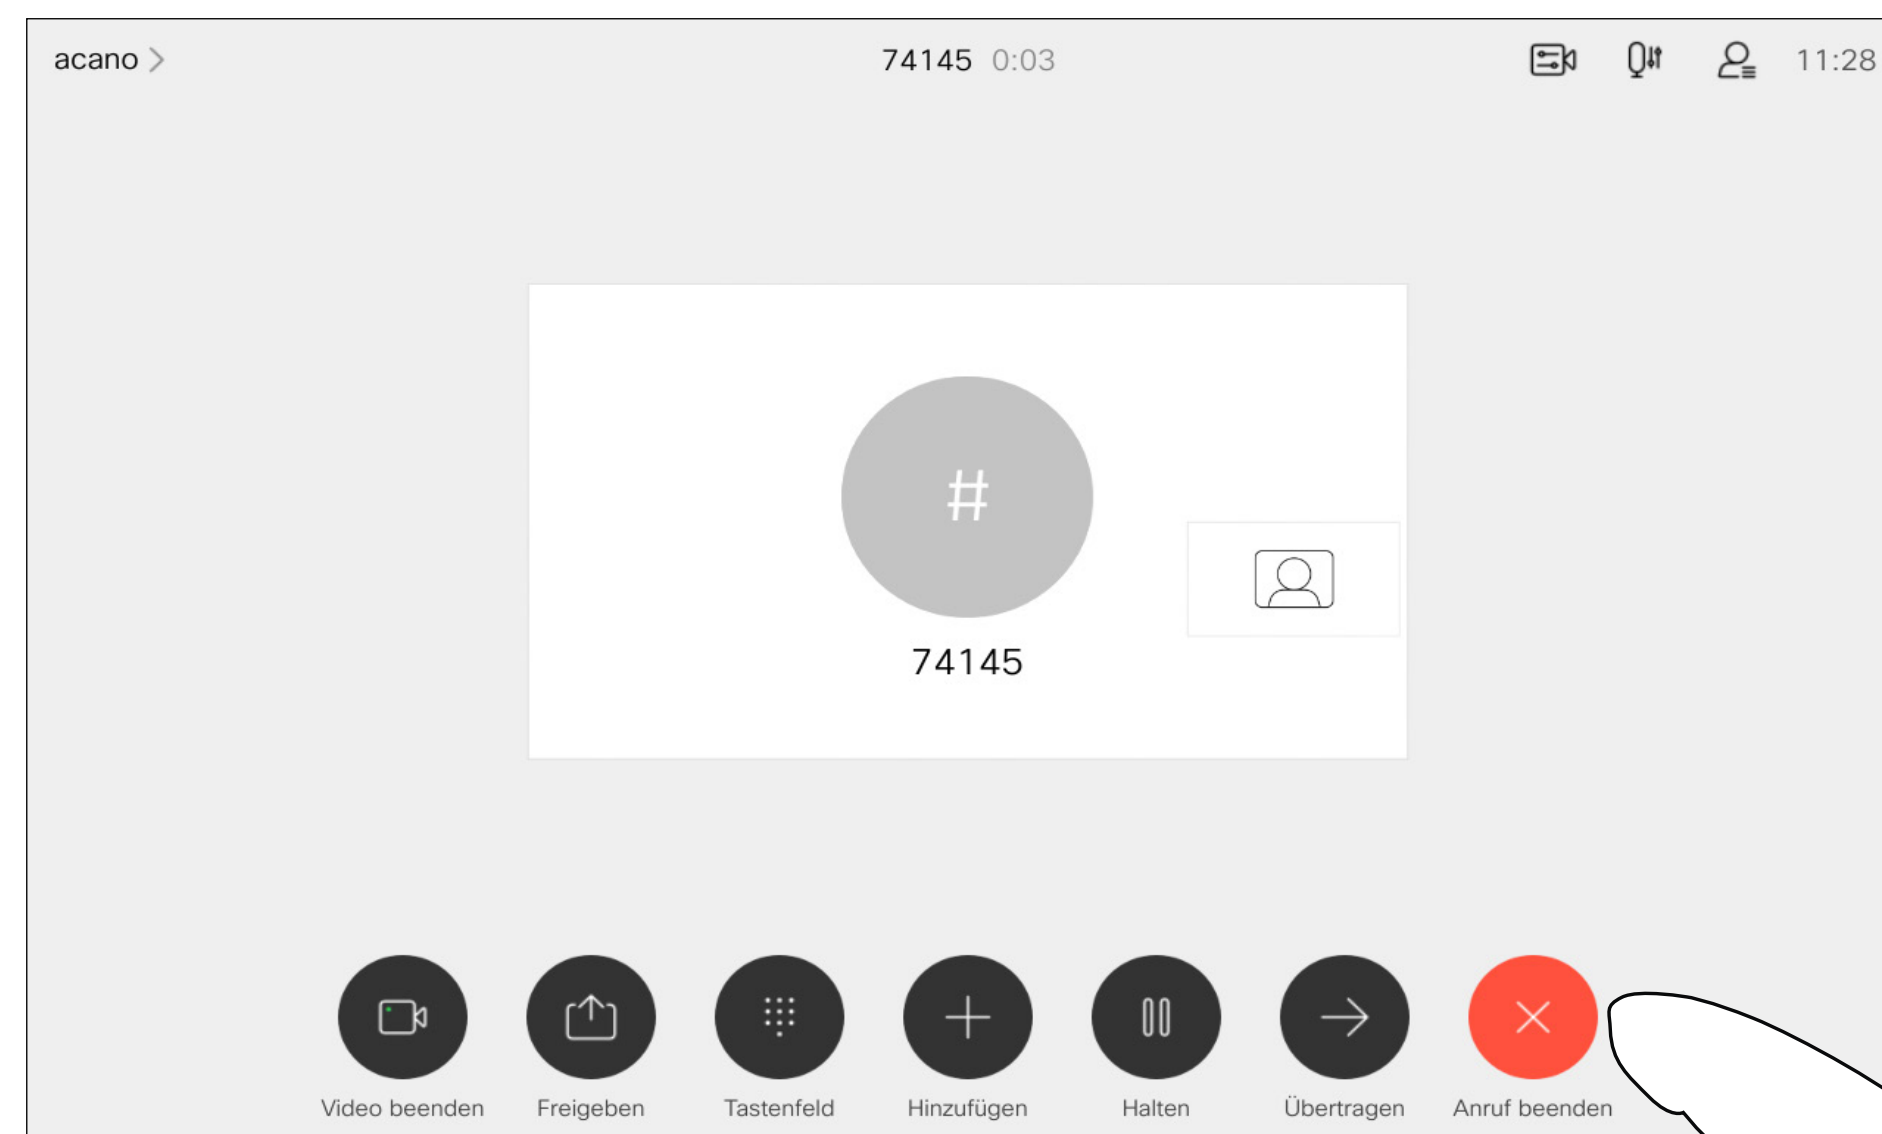 acano
74145 0:03
11:28
#
74145
Video beenden
Freigeben
Tastenfeld
Hinzufügen
Halten
Übertragen
Anruf beenden